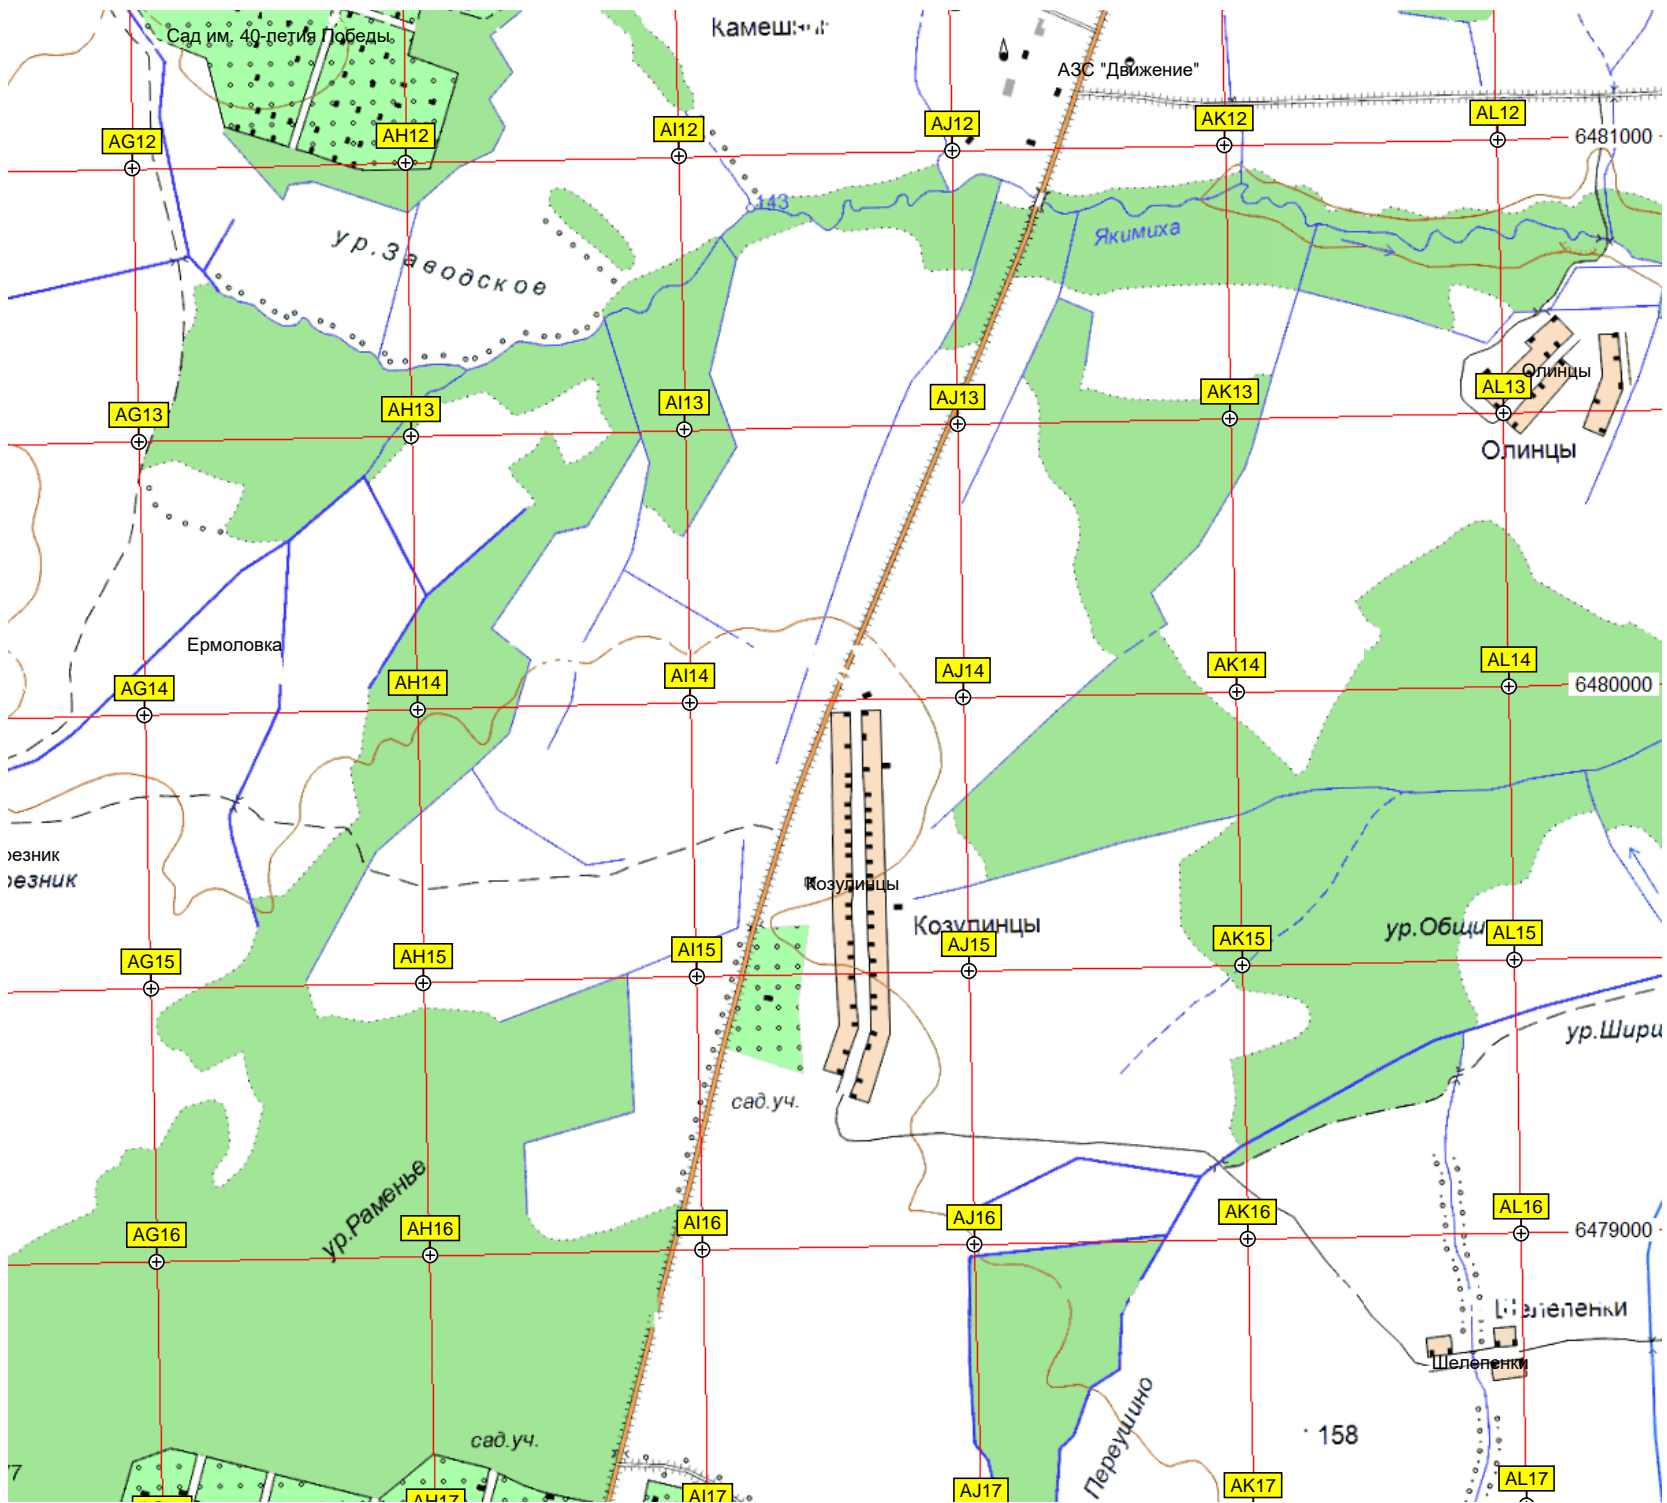 Сад им. 40-летия Победы
АЗС "Движение"
AG12
AH12
AI12
AJ12
AK12
AL12
6481000
143
ур.Заводское
Якимиха
Олинцы
AG13
AH13
AI13
AJ13
AK13
AL13
Олинцы
Ермоловка
AG14
AH14
AI14
AJ14
AK14
AL14
6480000
резник
Козулинцы
Козулинцы
ур.Общи
AG15
AH15
AI15
AJ15
AK15
AL15
ур.Шири
сад.уч.
ур.Раменье
AG16
AH16
AI16
AJ16
AK16
AL16
6479000
Шелепенки
Шелепенки
Переушино
158
сад.уч.
AH17
AI17
AJ17
AK17
AL17